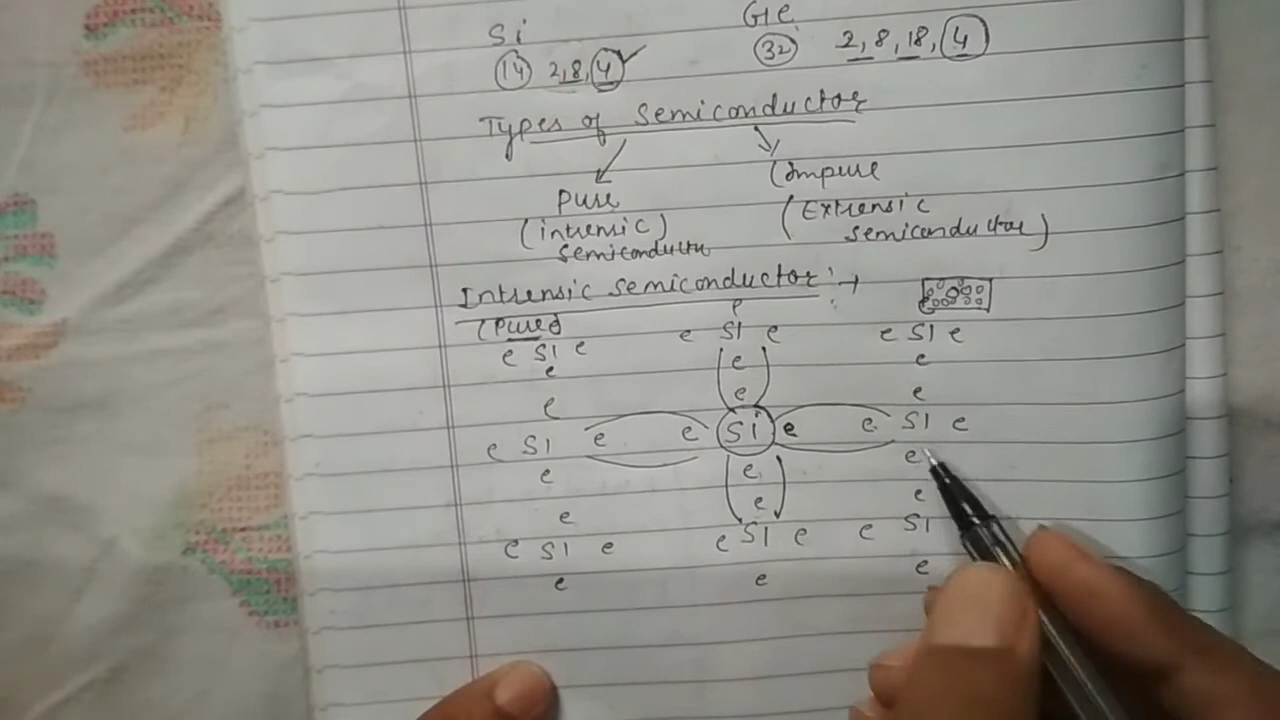 Si Ge
14 2,8,4 32 2,8,18,4
Types of Semiconductor
Pure (Impure
(intrensic) (Extrensic
semiconductor semiconductor)
Intrensic semiconductor:→
(Pure)
e
e SI e e SI e e SI e
e e e
e e e
e SI e e Si e e SI e
e e e
e e e
e SI e e SI e e SI
e e e